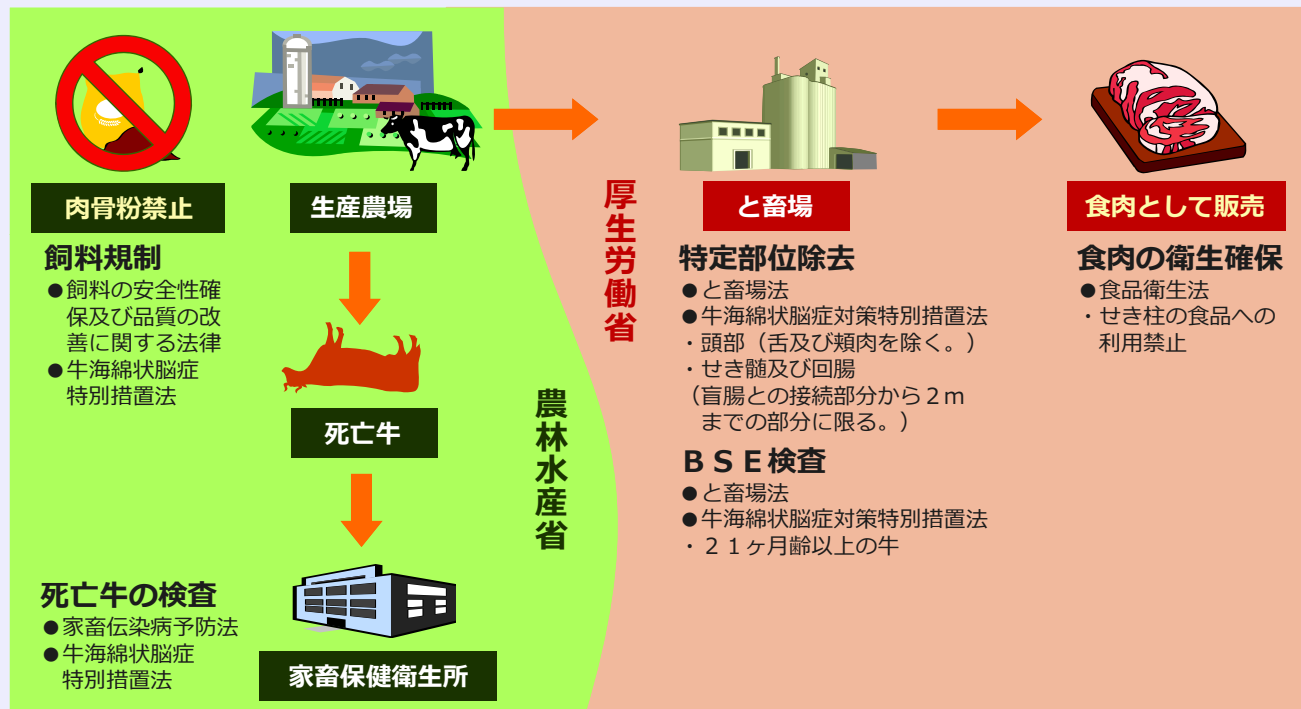 肉骨粉禁止
飼料規制
●飼料の安全性確
保及び品質の改
善に関する法律
●牛海綿状脳症
特別措置法
生産農場
死亡牛
死亡牛の検査
●家畜伝染病予防法
●牛海綿状脳症
特別措置法
家畜保健衛生所
農林水産省
厚生労働省
と畜場
特定部位除去
●と畜場法
●牛海綿状脳症対策特別措置法
・頭部（舌及び頬肉を除く。）
・せき髄及び回腸
（盲腸との接続部分から２ｍ
までの部分に限る。）
ＢＳＥ検査
●と畜場法
●牛海綿状脳症対策特別措置法
・２１ヶ月齢以上の牛
食肉として販売
食肉の衛生確保
●食品衛生法
・せき柱の食品への
利用禁止